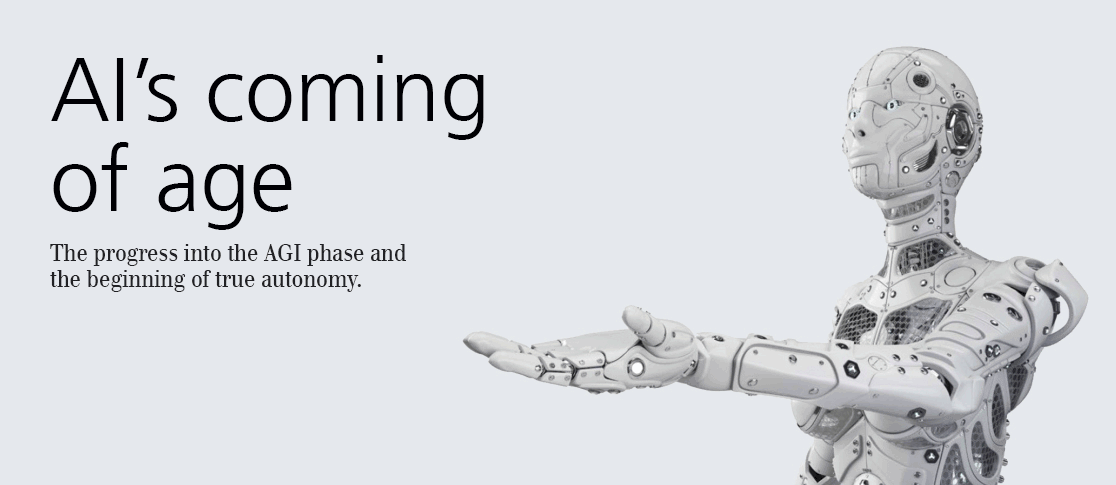 AI’s coming
of age
The progress into the AGI phase and
the beginning of true autonomy.